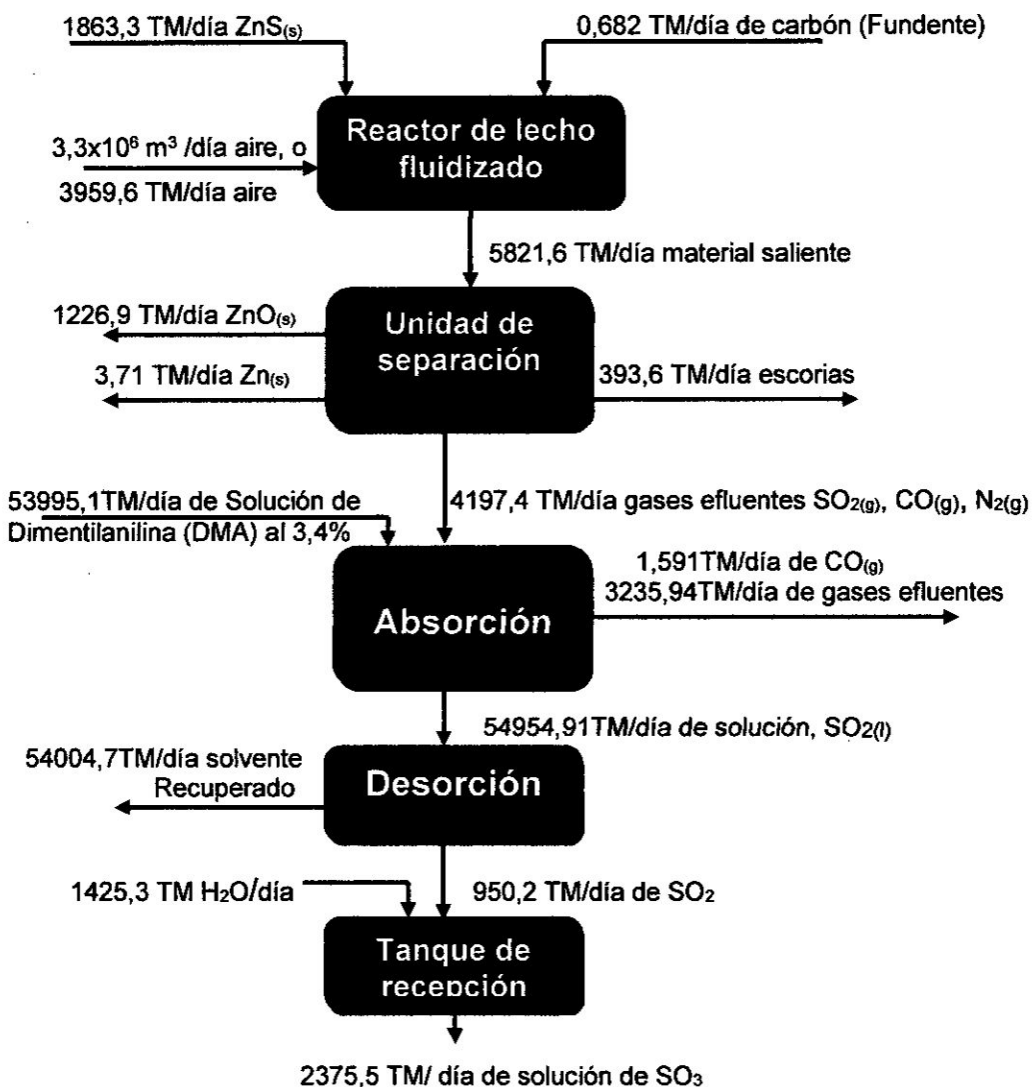 1863,3 TM/día ZnS(s)
0,682 TM/día de carbón (Fundente)
Reactor de lecho
fluidizado
3,3x10⁶ m³ /día aire, o
3959,6 TM/día aire
5821,6 TM/día material saliente
1226,9 TM/día ZnO(s)
Unidad de
separación
3,71 TM/día Zn(s)
393,6 TM/día escorias
53995,1TM/día de Solución de
Dimentilanilina (DMA) al 3,4%
4197,4 TM/día gases efluentes SO2(g), CO(g), N2(g)
1,591TM/día de CO(g)
3235,94TM/día de gases efluentes
Absorción
54954,91TM/día de solución, SO2(l)
54004,7TM/día solvente
Recuperado
Desorción
1425,3 TM H₂O/día
950,2 TM/día de SO₂
Tanque de
recepción
2375,5 TM/ día de solución de SO₃